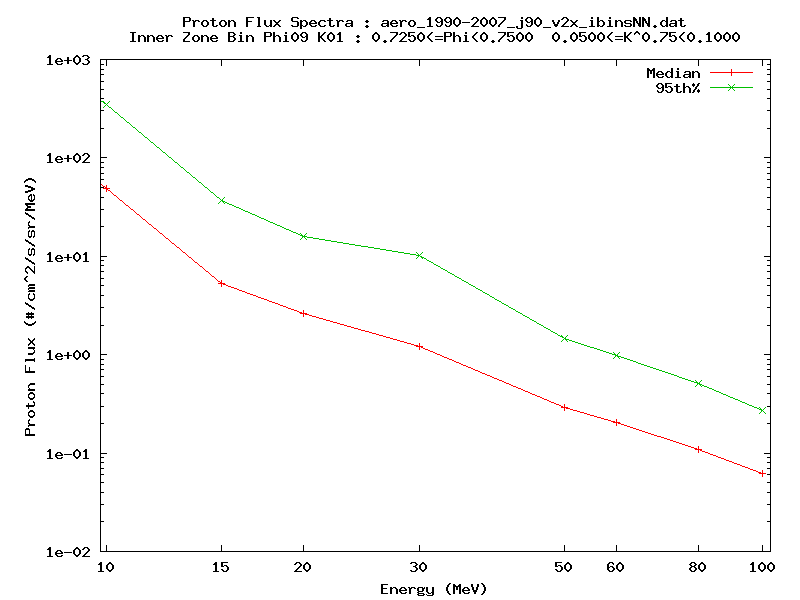 Proton Flux Spectra : aero_1990-2007_j90_v2x_ibinsNN.dat
Inner Zone Bin Phi09 K01 : 0.7250<=Phi<0.7500  0.0500<=K^0.75<0.1000
Median
95th%
1e+03
1e+02
1e+01
1e+00
1e-01
1e-02
Proton Flux (#/cm^2/s/sr/MeV)
10 15 20 30 50 60 80 100
Energy (MeV)